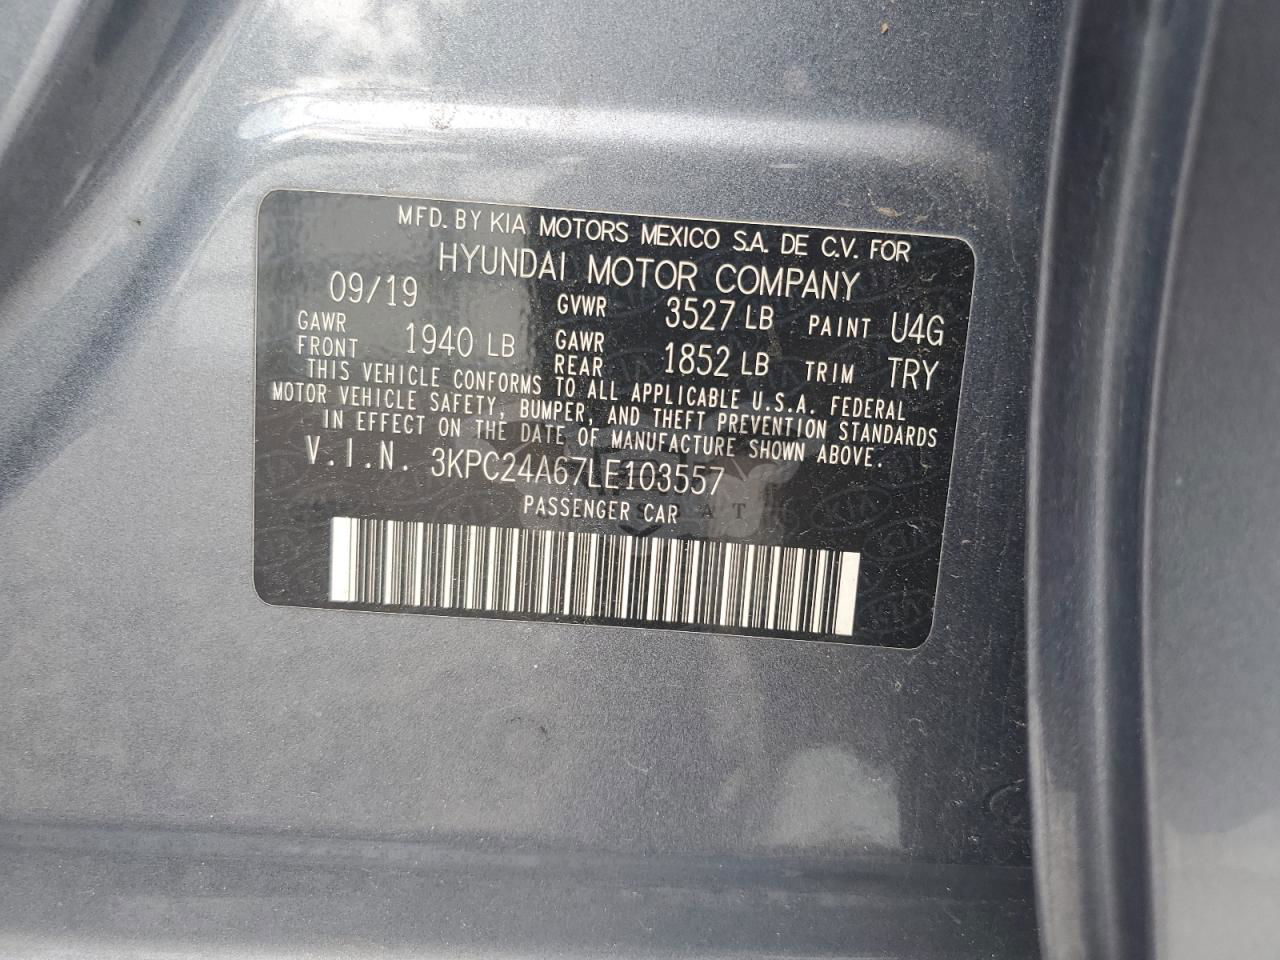 MFD. BY KIA MOTORS MEXICO S.A. DE C.V. FOR
HYUNDAI MOTOR COMPANY
09/19 GVWR 3527 LB PAINT U4G
GAWR FRONT 1940 LB GAWR REAR 1852 LB TRIM TRY
THIS VEHICLE CONFORMS TO ALL APPLICABLE U.S.A. FEDERAL
MOTOR VEHICLE SAFETY, BUMPER, AND THEFT PREVENTION STANDARDS
IN EFFECT ON THE DATE OF MANUFACTURE SHOWN ABOVE.
V.I.N. 3KPC24A67LE103557
PASSENGER CAR